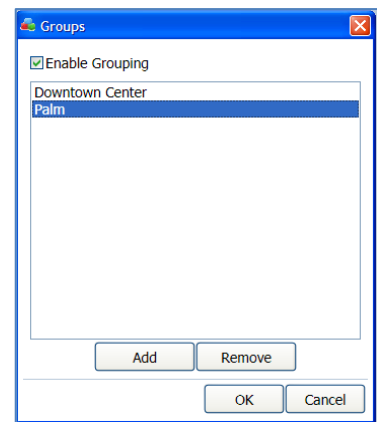 Groups
Enable Grouping
Downtown Center
Palm
Add Remove
OK Cancel